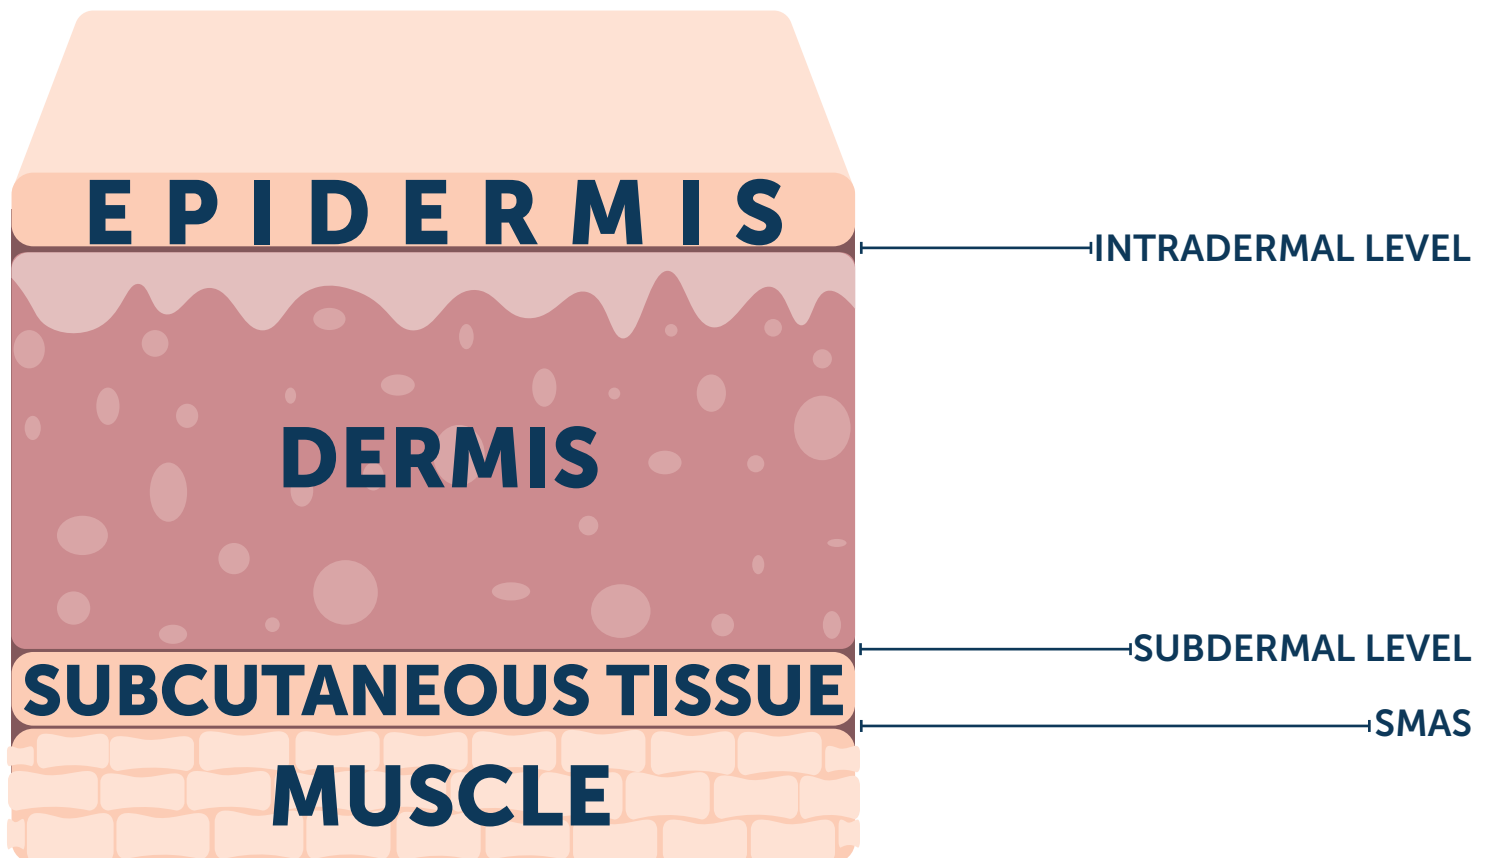 EPIDERMIS
INTRADERMAL LEVEL
DERMIS
SUBDERMAL LEVEL
SUBCUTANEOUS TISSUE
SMAS
MUSCLE